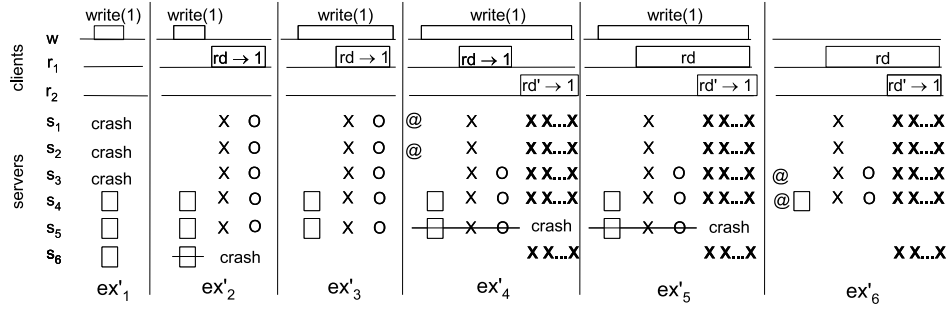 write(1) write(1) write(1) write(1) write(1)
clients
w
r1 rd → 1 rd → 1 rd → 1 rd rd
r2 rd' → 1 rd' → 1 rd' → 1
servers
s1 crash X O X O @ X X X...X X X X...X X X X...X
s2 crash X O X O @ X X X...X X X X...X X X X...X
s3 crash X O X O X O X X...X X O X X...X @ X O X X...X
s4 X O X O X O X X...X X O X X...X @ X O X X...X
s5 X O X O X O crash X O crash
s6 crash X X...X X X...X X X...X
ex'1 ex'2 ex'3 ex'4 ex'5 ex'6